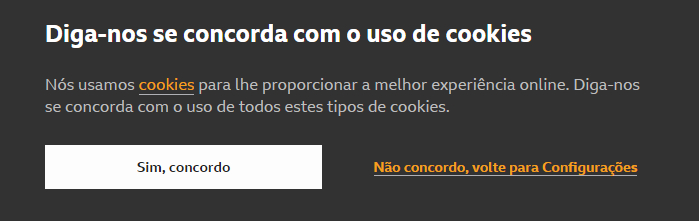 Diga-nos se concorda com o uso de cookies
Nós usamos cookies para lhe proporcionar a melhor experiência online. Diga-nos
se concorda com o uso de todos estes tipos de cookies.
Sim, concordo
Não concordo, volte para Configurações